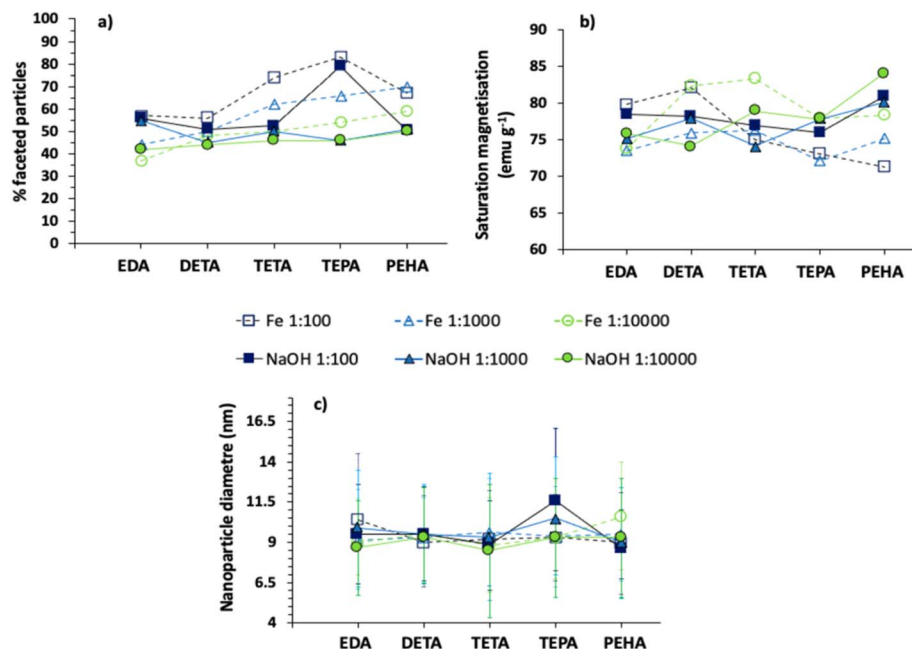 a)
% faceted particles
100
90
80
70
60
50
40
30
20
10
0
EDA DETA TETA TEPA PEHA
b)
Saturation magnetisation
(emu g⁻¹)
90
85
80
75
70
65
60
EDA DETA TETA TEPA PEHA
Fe 1:100 Fe 1:1000 Fe 1:10000
NaOH 1:100 NaOH 1:1000 NaOH 1:10000
c)
Nanoparticle diametre (nm)
16.5
14
11.5
9
6.5
4
EDA DETA TETA TEPA PEHA